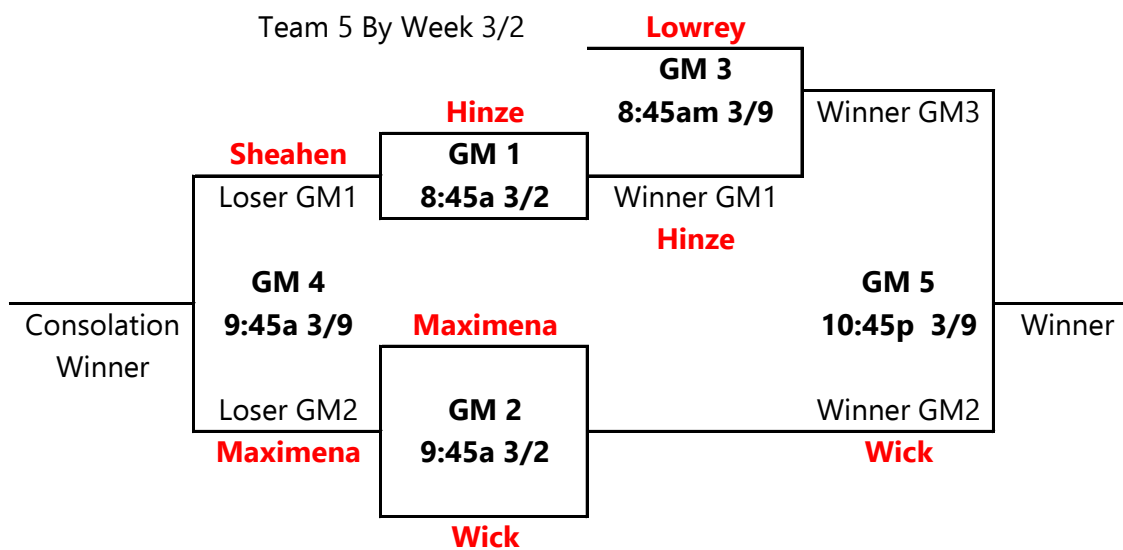 Team 5 By Week 3/2
Lowrey
GM 3
8:45am 3/9
Winner GM3
Hinze
GM 1
8:45a 3/2
Sheahen
Loser GM1
Winner GM1
Hinze
GM 4
9:45a 3/9
GM 5
10:45p 3/9
Consolation
Winner
Winner
Maximena
Loser GM2
Maximena
GM 2
9:45a 3/2
Winner GM2
Wick
Wick